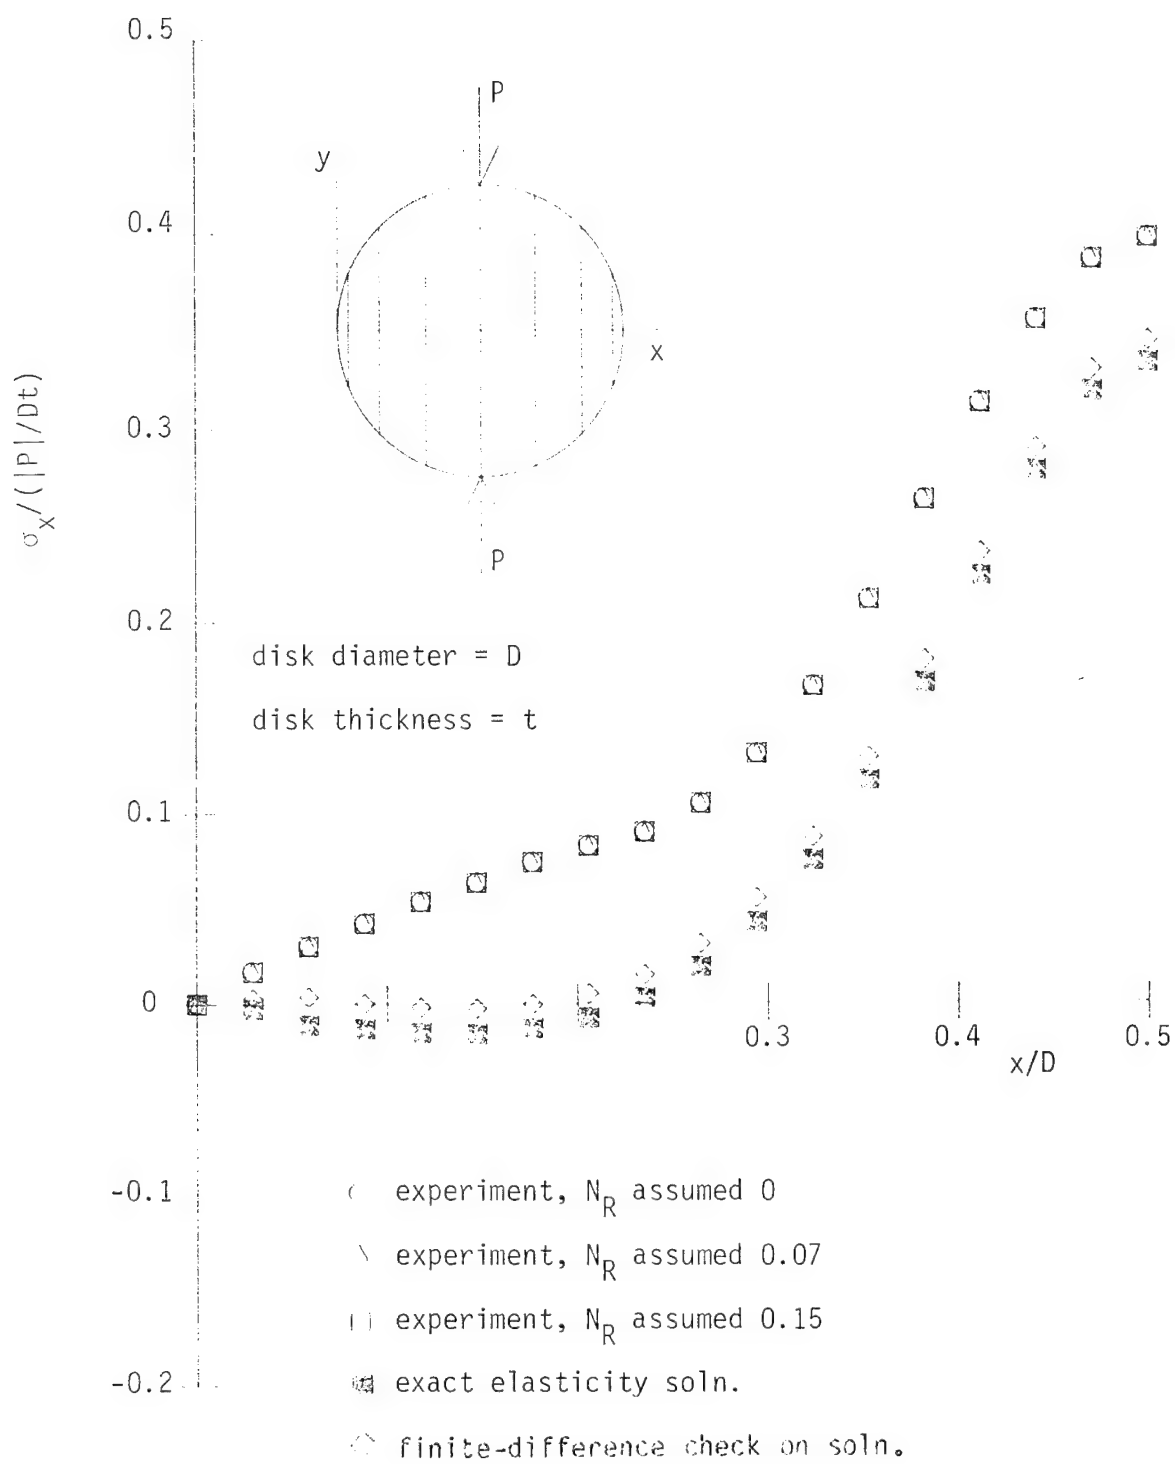 0.5
P
y
0.4
x
σx/(|P|/Dt)
0.3
P
0.2
disk diameter = D
disk thickness = t
0.1
0
0.3
0.4
0.5
x/D
-0.1
experiment, NR assumed 0
experiment, NR assumed 0.07
experiment, NR assumed 0.15
exact elasticity soln.
-0.2
finite-difference check on soln.